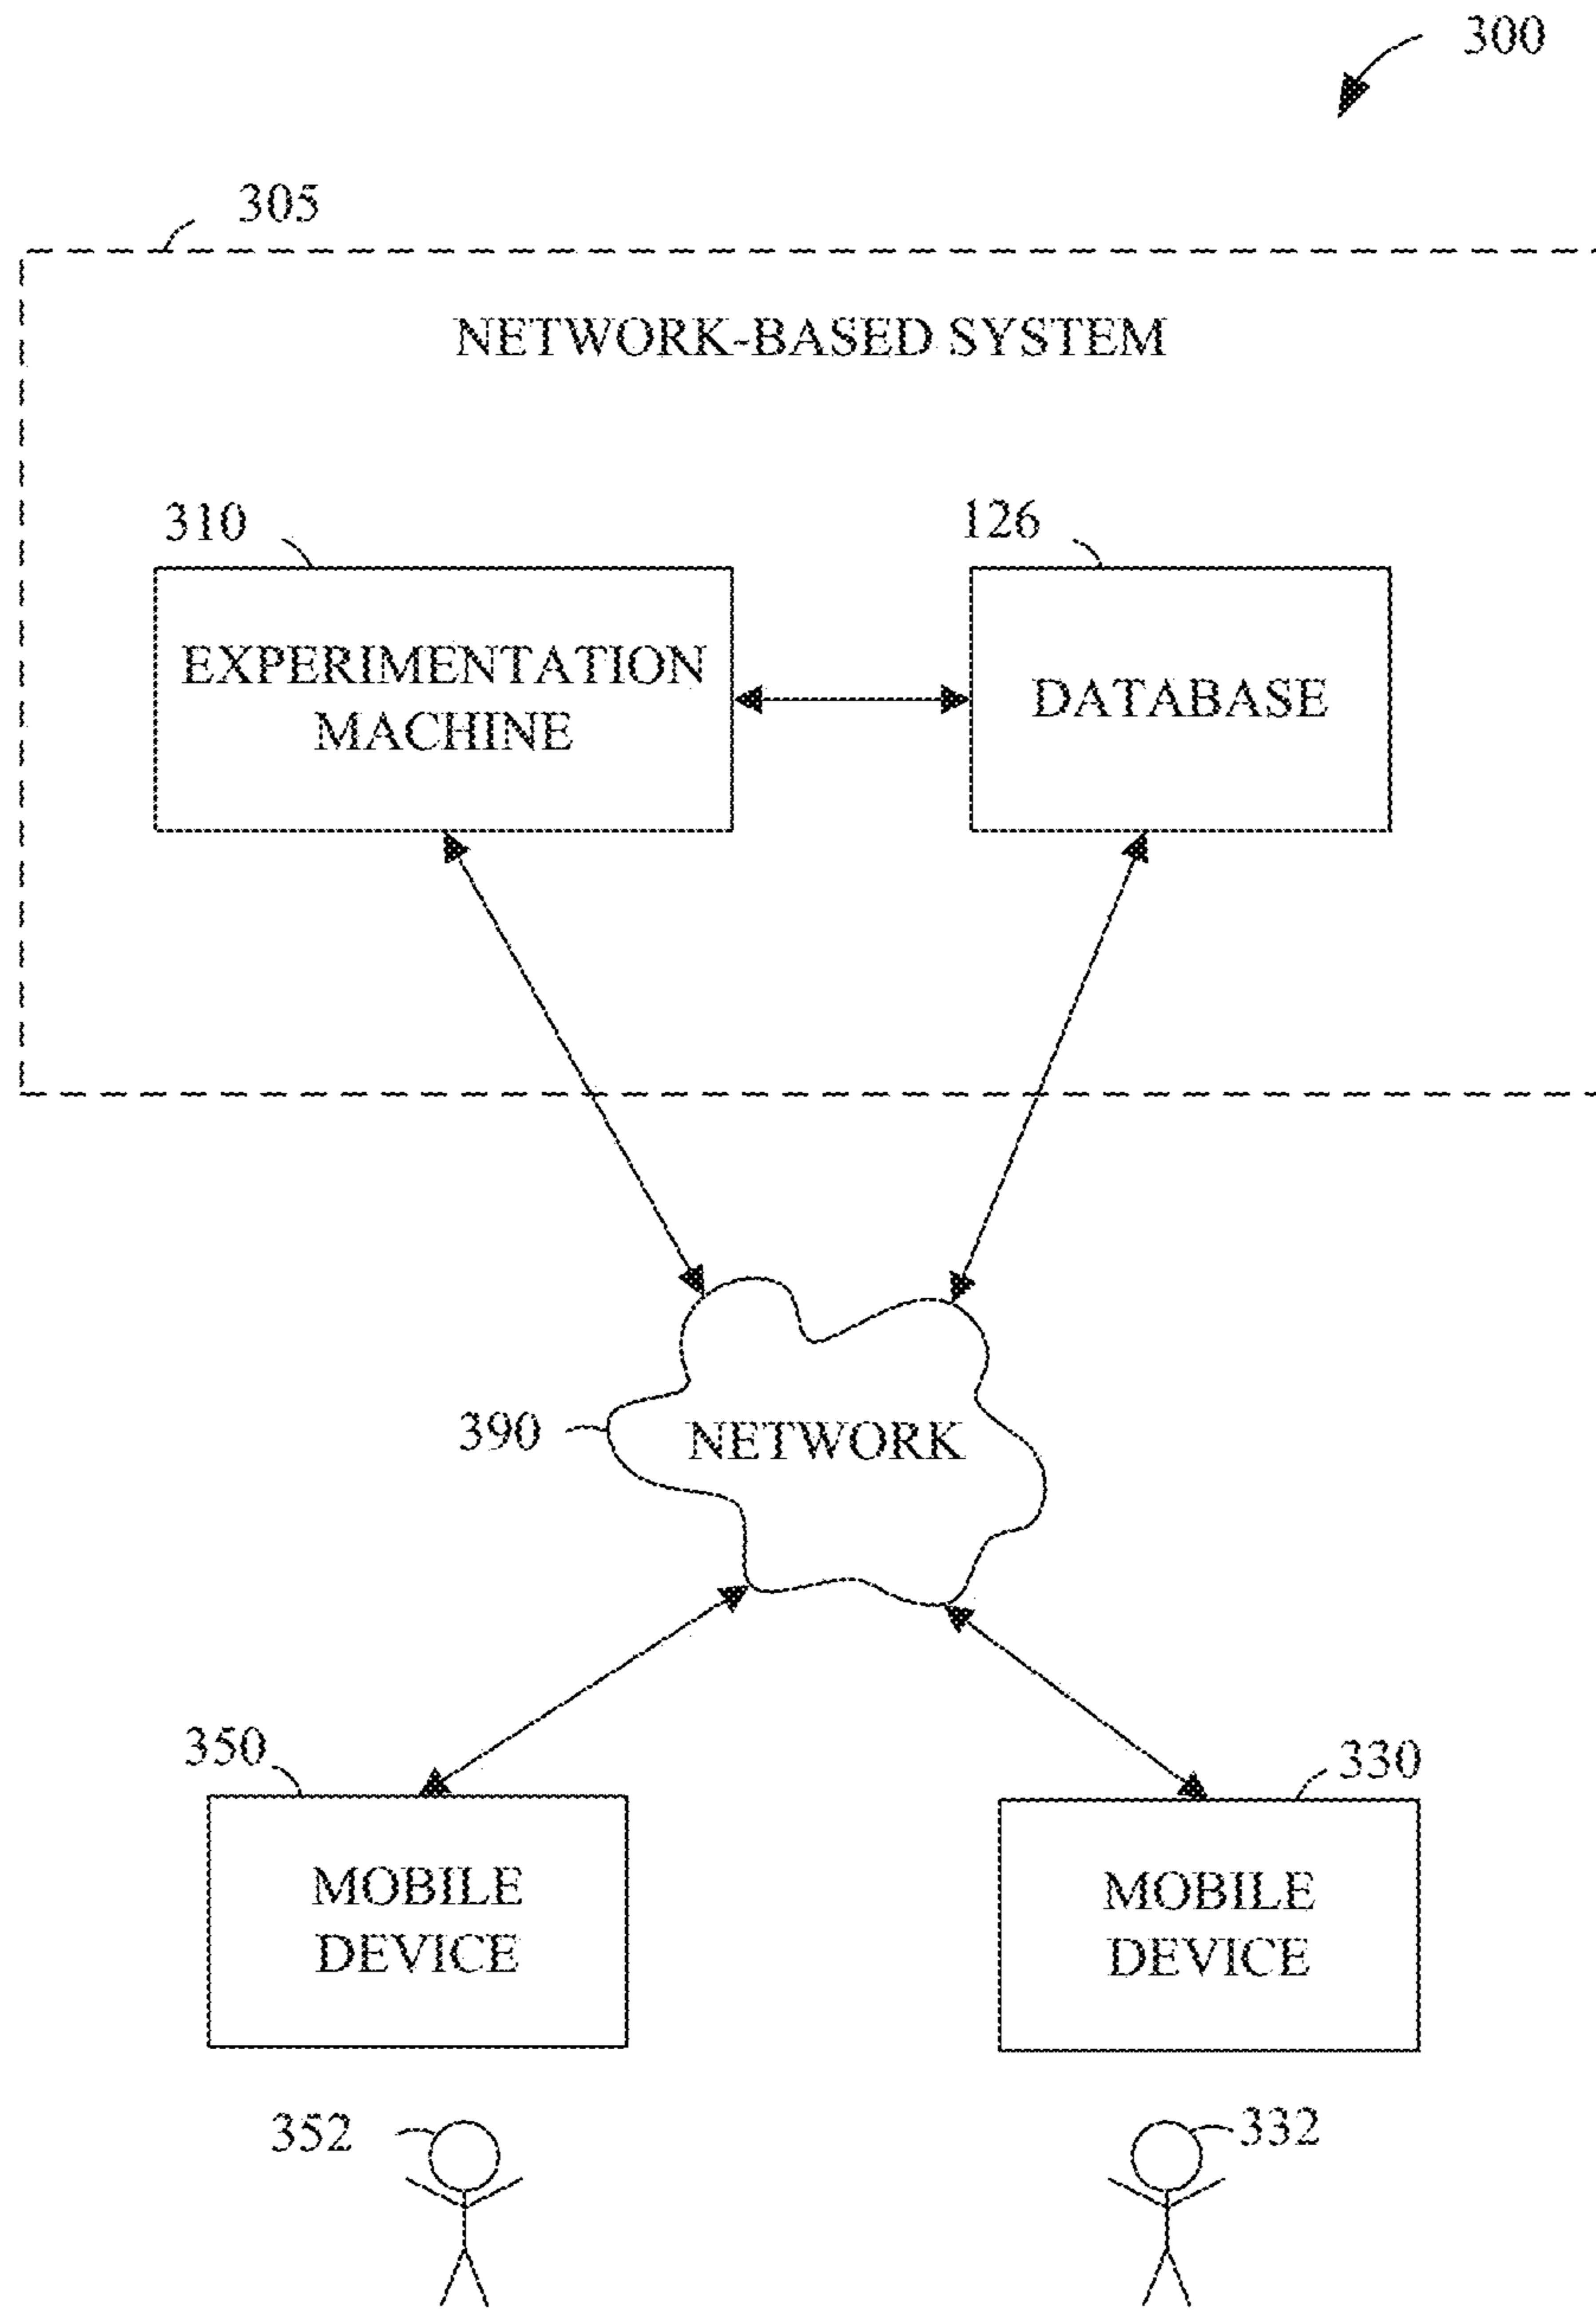 300
305
NETWORK-BASED SYSTEM
310
126
EXPERIMENTATION
MACHINE
DATABASE
390
NETWORK
350
330
MOBILE
DEVICE
MOBILE
DEVICE
352
332